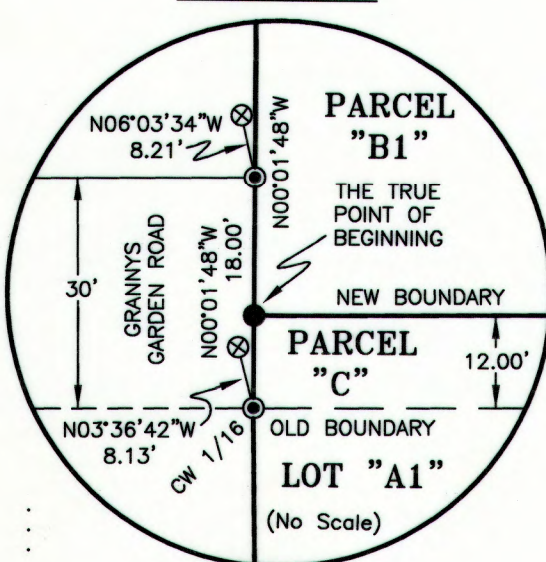 N06°03'34"W
8.21'
PARCEL
"B1"
N00°01'48"W
THE TRUE
POINT OF
BEGINNING
30'
GRANNYS
GARDEN ROAD
N00°01'48"W
18.00'
NEW BOUNDARY
PARCEL
"C"
12.00'
N03°36'42"W
8.13'
CW 1/16
OLD BOUNDARY
LOT "A1"
(No Scale)